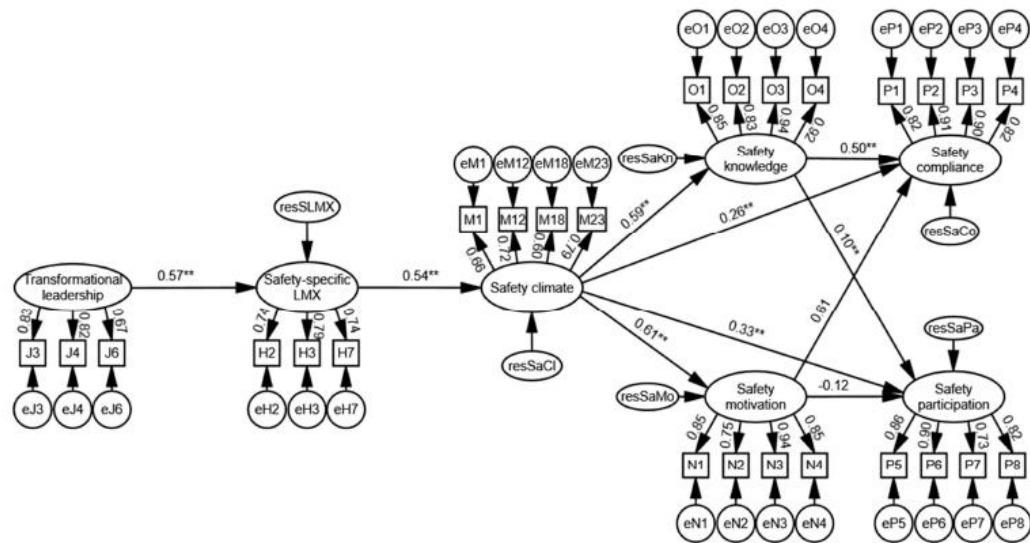 eO1 eO2 eO3 eO4
eP1 eP2 eP3 eP4
O1 O2 O3 O4
P1 P2 P3 P4
0.85 0.83 0.94 0.92
0.82 0.91 0.90 0.82
resSaKn
Safety
knowledge
0.50**
Safety
compliance
eM1 eM12 eM18 eM23
resSLMX
M1 M12 M18 M23
0.66 0.72 0.60 0.79
0.59**
0.26**
0.10**
resSaCo
Transformational
leadership
0.57**
Safety-specific
LMX
0.54**
Safety climate
0.83 0.82 0.67
0.74 0.79 0.74
0.61
0.33**
0.61**
resSaPa
J3 J4 J6
H2 H3 H7
resSaCl
resSaMo
Safety
motivation
-0.12
Safety
participation
eJ3 eJ4 eJ6
eH2 eH3 eH7
0.85 0.75 0.94 0.85
0.86 0.90 0.73 0.82
N1 N2 N3 N4
P5 P6 P7 P8
eN1 eN2 eN3 eN4
eP5 eP6 eP7 eP8